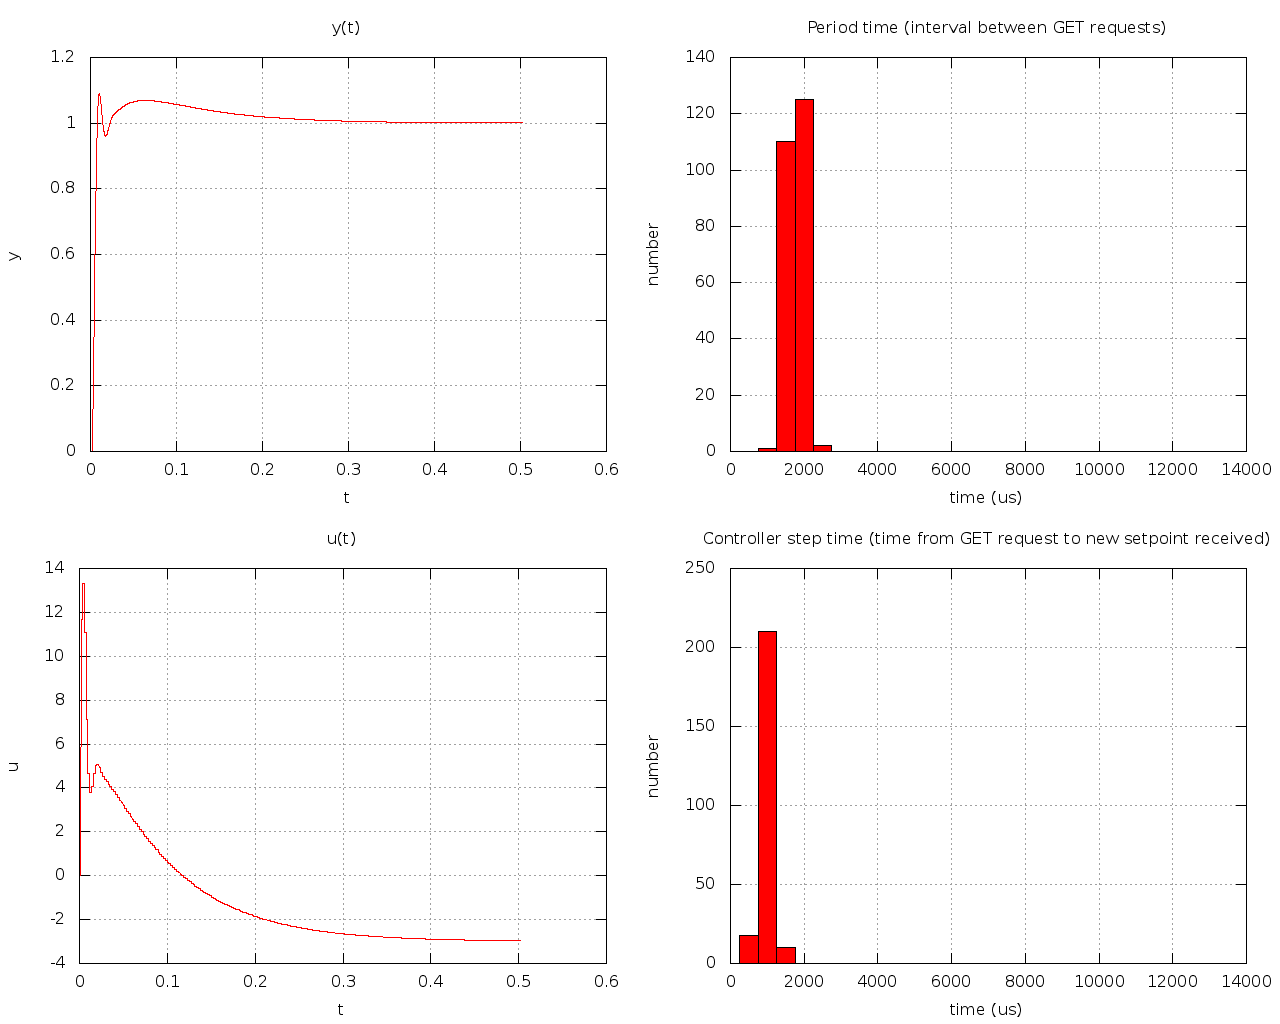 y(t)
1.2
1
0.8
0.6
0.4
0.2
0
y
0 0.1 0.2 0.3 0.4 0.5 0.6
t
Period time (interval between GET requests)
140
120
100
80
60
40
20
0
number
0 2000 4000 6000 8000 10000 12000 14000
time (us)
u(t)
14
12
10
8
6
4
2
0
-2
-4
u
0 0.1 0.2 0.3 0.4 0.5 0.6
t
Controller step time (time from GET request to new setpoint received)
250
200
150
100
50
0
number
0 2000 4000 6000 8000 10000 12000 14000
time (us)